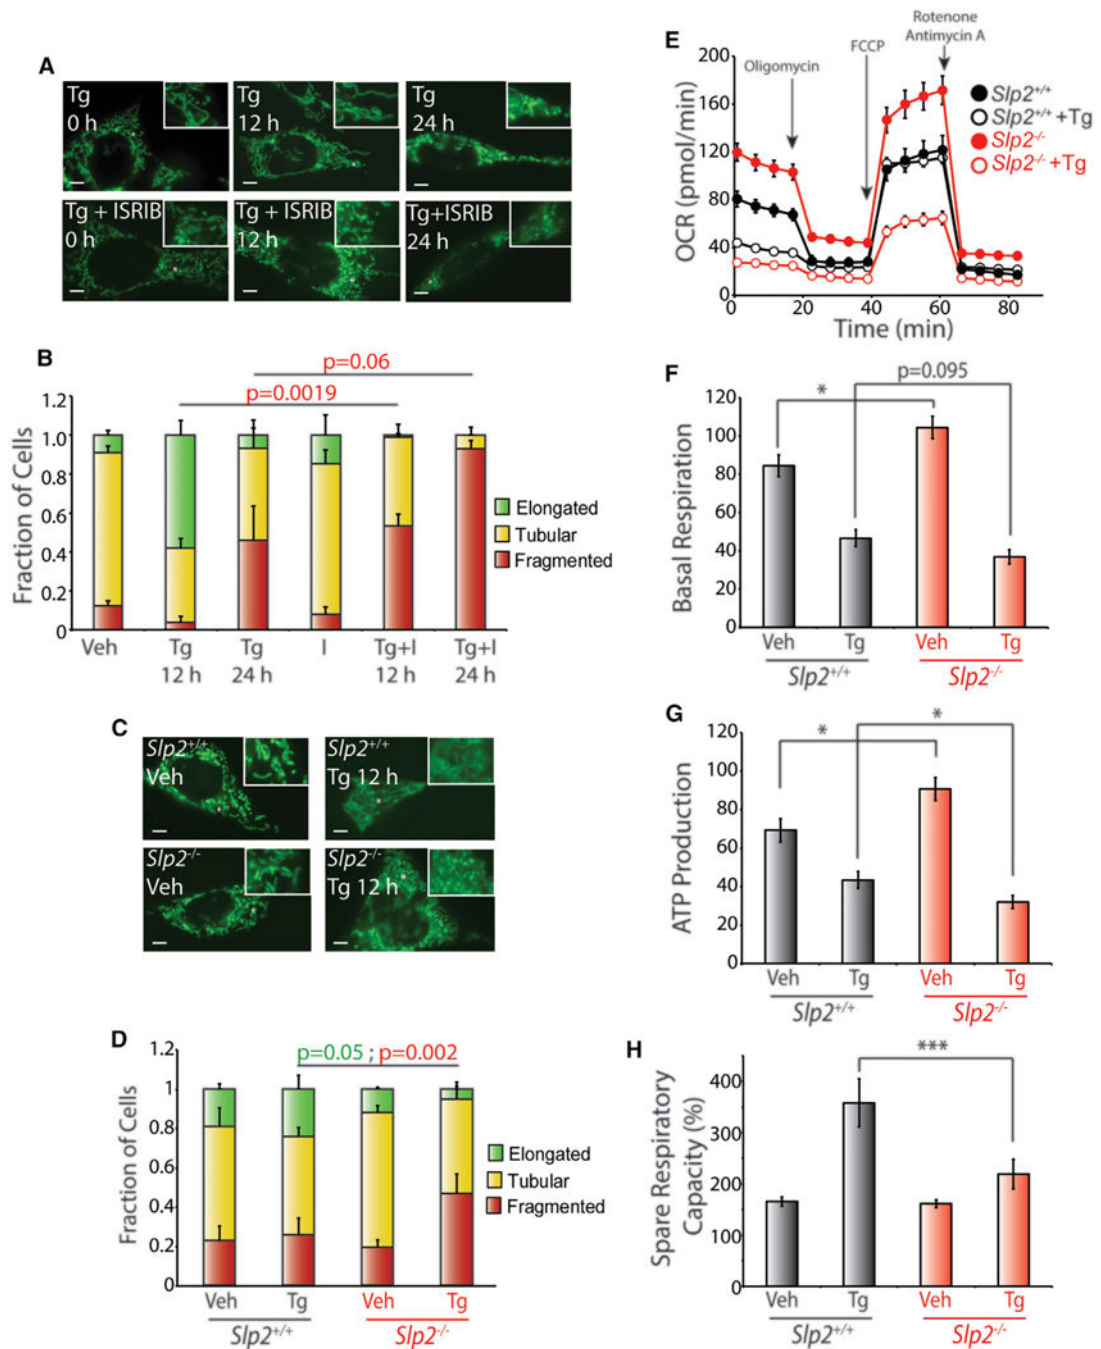 A
Tg
0 h
Tg
12 h
Tg
24 h
Tg + ISRIB
0 h
Tg + ISRIB
12 h
Tg+ISRIB
24 h
B
p=0.06
p=0.0019
Fraction of Cells
1.2
1.0
0.8
0.6
0.4
0.2
0
Elongated
Tubular
Fragmented
Veh
Tg
12 h
Tg
24 h
I
Tg+I
12 h
Tg+I
24 h
C
Slp2+/+
Veh
Slp2+/+
Tg 12 h
Slp2-/-
Veh
Slp2-/-
Tg 12 h
D
p=0.05 ; p=0.002
Fraction of Cells
1.2
1
0.8
0.6
0.4
0.2
0
Elongated
Tubular
Fragmented
Veh Tg Veh Tg
Slp2+/+ Slp2-/-
E
Rotenone
Antimycin A
FCCP
Oligomycin
OCR (pmol/min)
200
160
120
80
40
0
0 20 40 60 80
Time (min)
Slp2+/+
Slp2+/+ +Tg
Slp2-/-
Slp2-/- +Tg
F
p=0.095
*
Basal Respiration
120
100
80
60
40
20
0
Veh Tg Veh Tg
Slp2+/+ Slp2-/-
G
*
*
ATP Production
120
100
80
60
40
20
0
Veh Tg Veh Tg
Slp2+/+ Slp2-/-
H
***
Spare Respiratory
Capacity (%)
400
300
200
100
0
Veh Tg Veh Tg
Slp2+/+ Slp2-/-